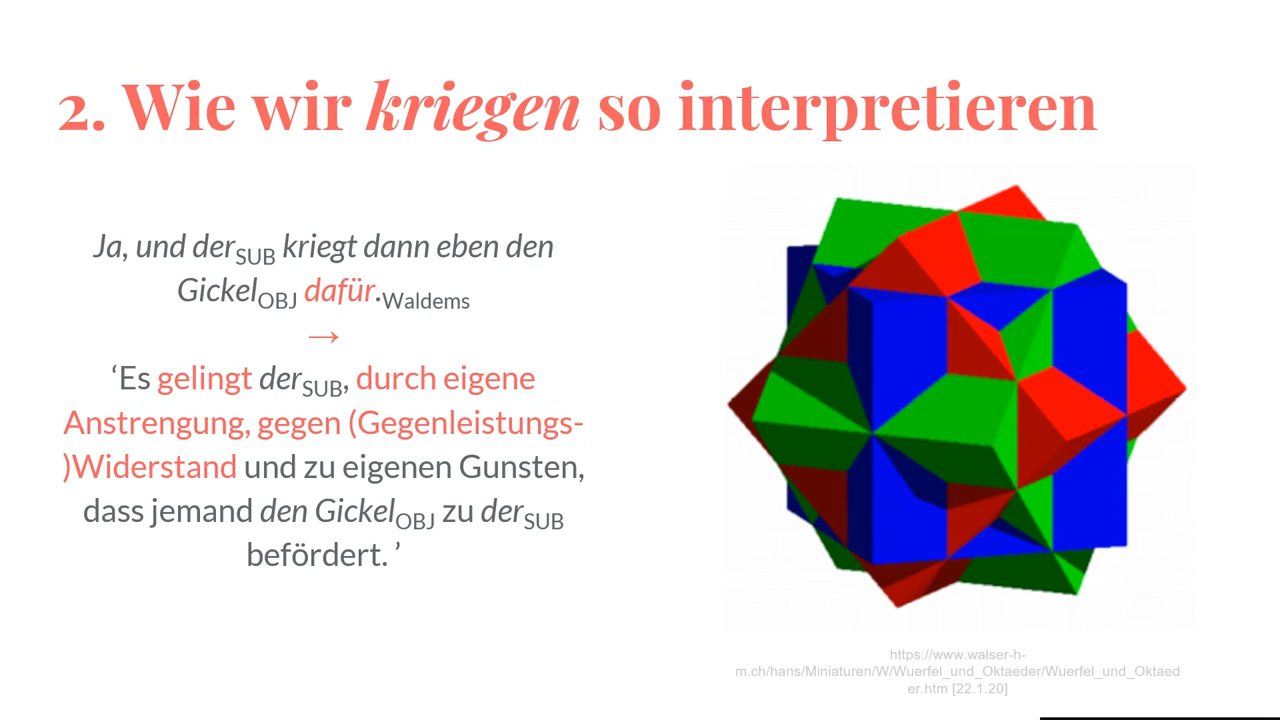 2. Wie wir kriegen so interpretieren
Ja, und derSUB kriegt dann eben den
GickelOBJ dafür.Waldems
→
‘Es gelingt derSUB, durch eigene
Anstrengung, gegen (Gegenleistungs-
)Widerstand und zu eigenen Gunsten,
dass jemand den GickelOBJ zu derSUB
befördert. ’
https://www.walser-h-
m.ch/hans/Miniaturen/W/Wuerfel_und_Oktaeder/Wuerfel_und_Oktaed
er.htm [22.1.20]